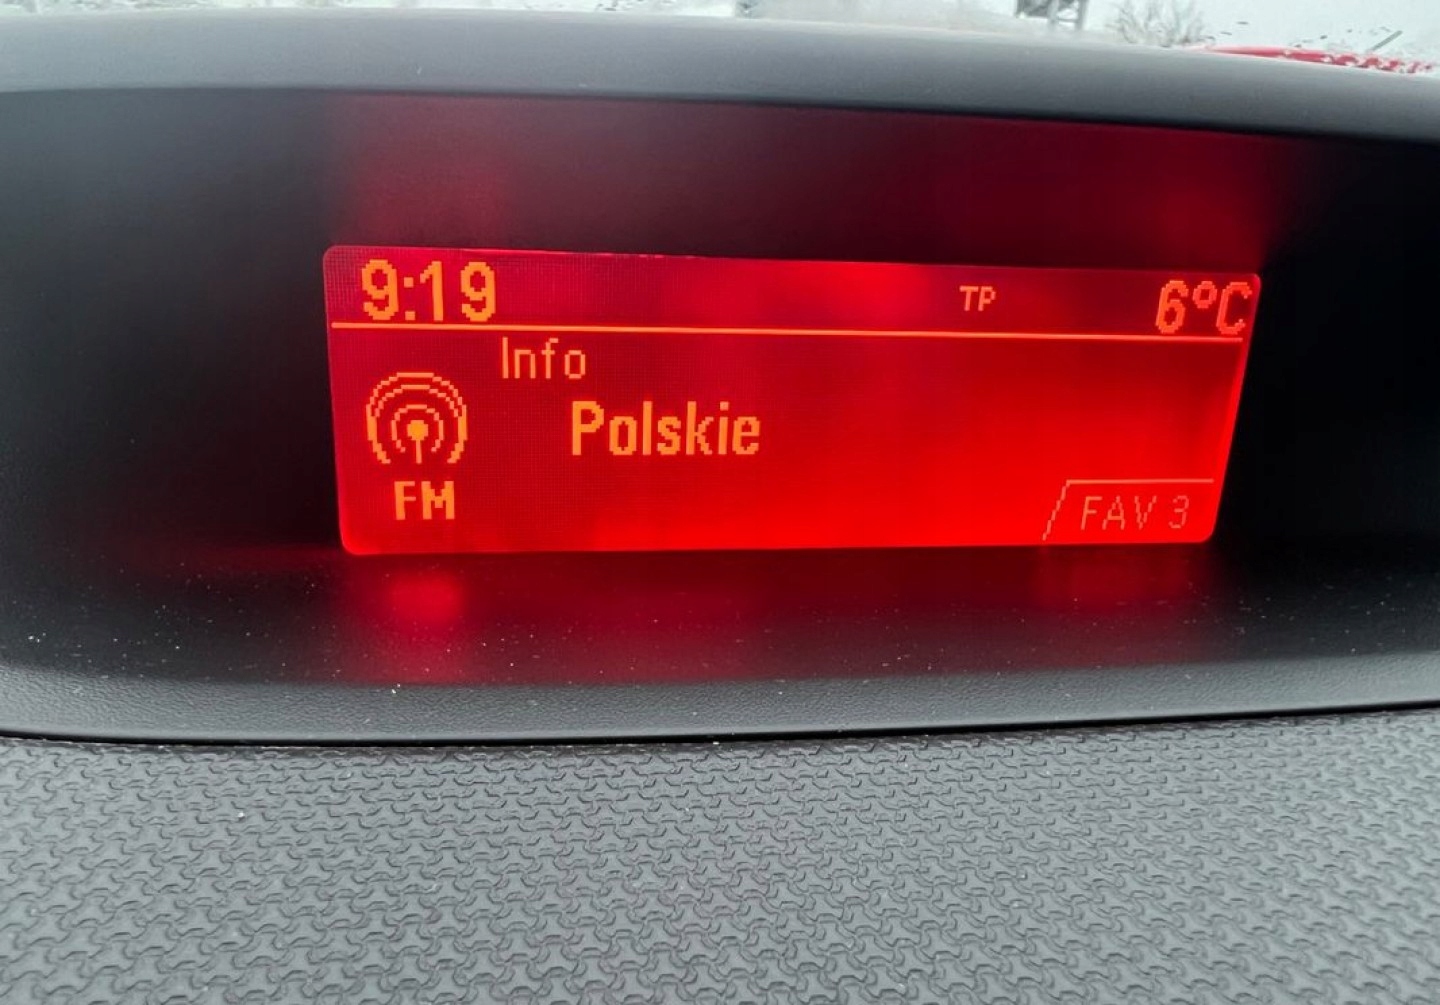 9:19 TP 6°C
Info
Polskie
FM
FAV 3